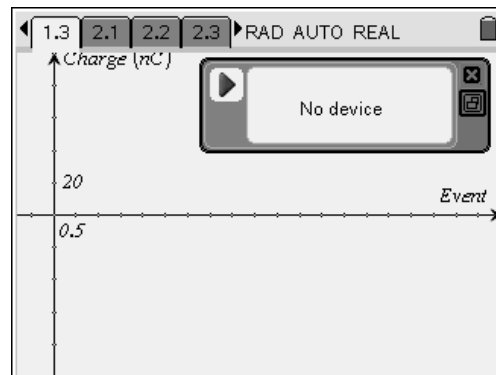 1.3 2.1 2.2 2.3 RAD AUTO REAL
Charge (nC)
No device
20
Event
0.5